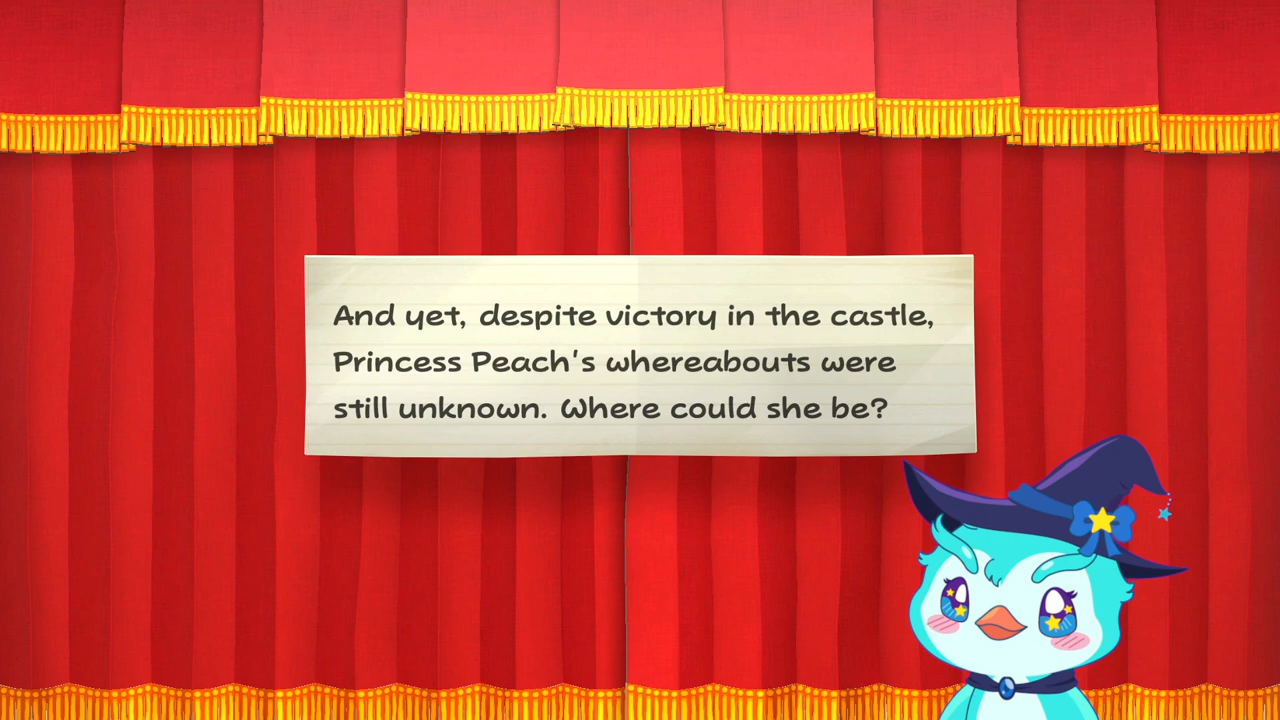 And yet, despite victory in the castle,
Princess Peach's whereabouts were
still unknown. Where could she be?